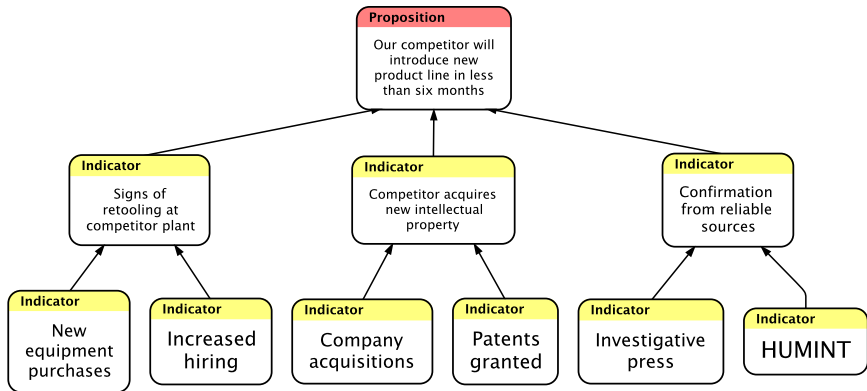 Proposition
Our competitor will
introduce new
product line in less
than six months
Indicator
Signs of
retooling at
competitor plant
Indicator
Competitor acquires
new intellectual
property
Indicator
Confirmation
from reliable
sources
Indicator
New
equipment
purchases
Indicator
Increased
hiring
Indicator
Company
acquisitions
Indicator
Patents
granted
Indicator
Investigative
press
Indicator
HUMINT